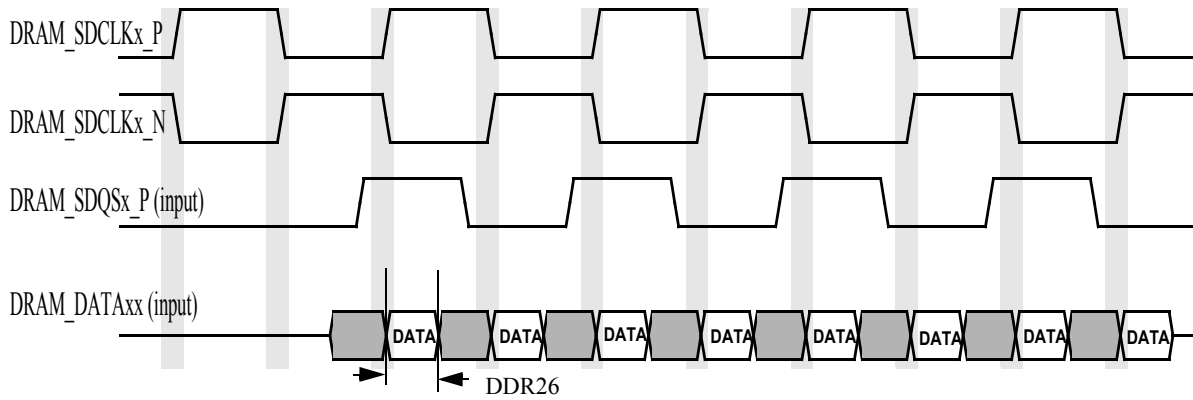 DRAM_SDCLKx_P
DRAM_SDCLKx_N
DRAM_SDQSx_P (input)
DRAM_DATAxx (input)
DATA DATA DATA DATA DATA DATA DATA DATA
DDR26